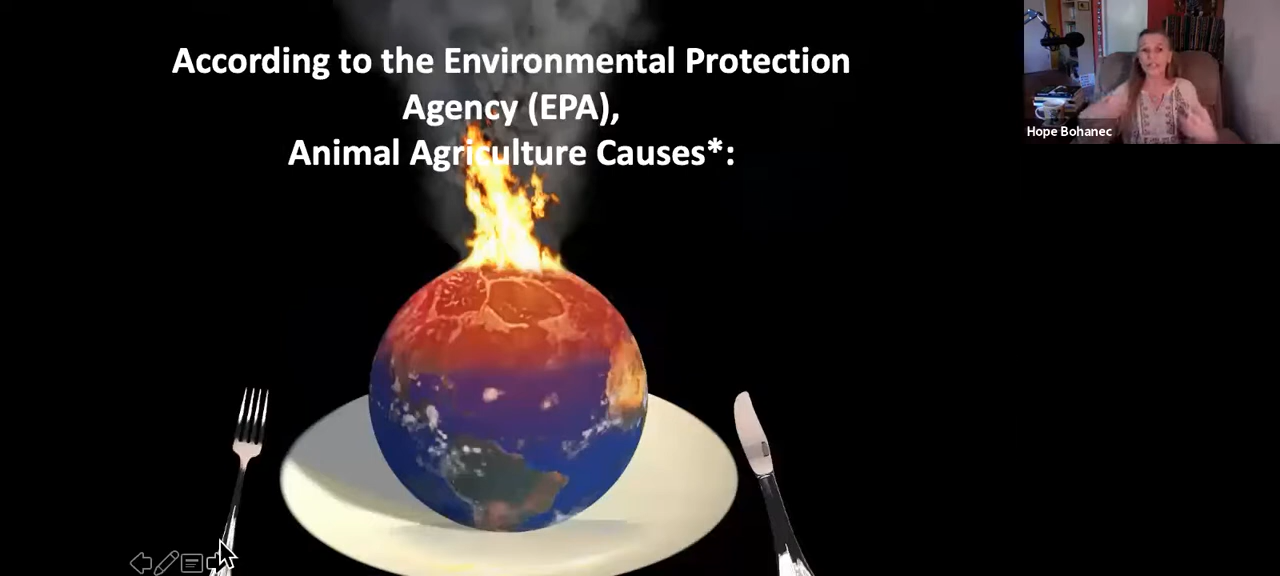 According to the Environmental Protection
Agency (EPA),
Animal Agriculture Causes*:
Hope Bohanec